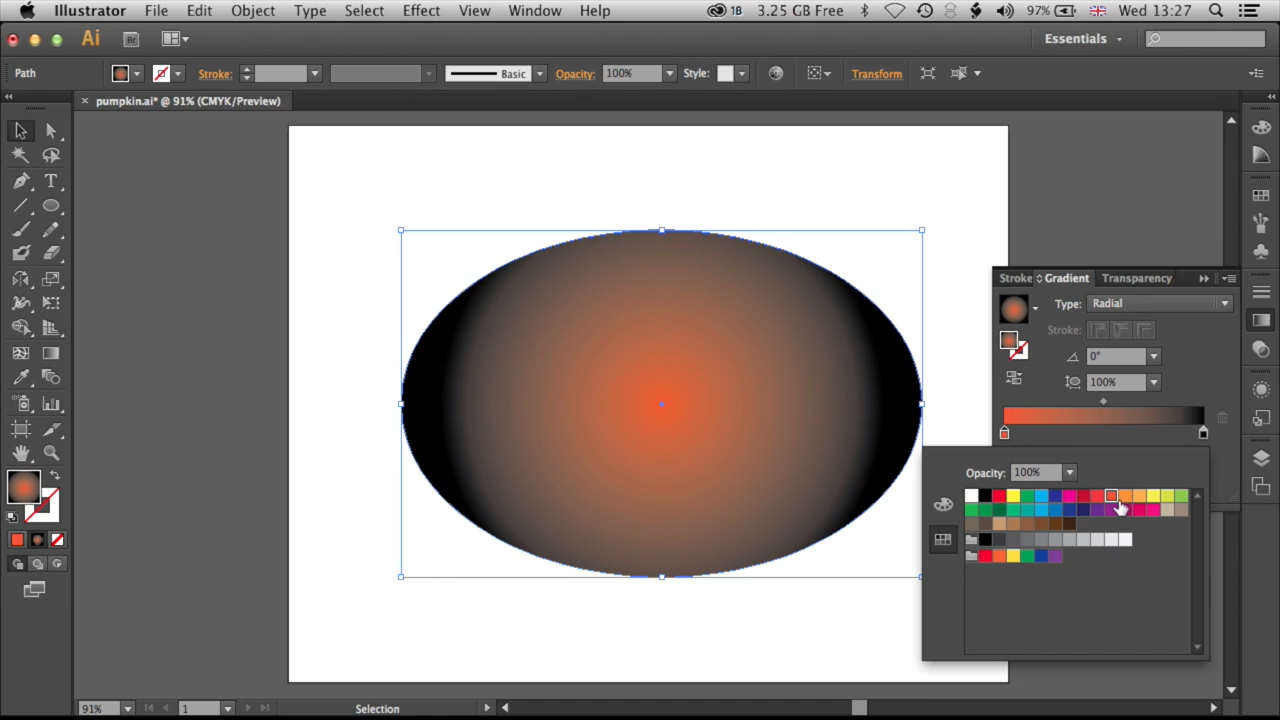 Illustrator File Edit Object Type Select Effect View Window Help 18 3.25 GB Free 97% Wed 13:27
Ai Br Essentials
Path Stroke: Basic Opacity: 100% Style: Transform
× pumpkin.ai* @ 91% (CMYK/Preview)
T
Stroke Gradient Transparency
Type: Radial
Stroke:
0°
100%
Opacity: 100%
91% 1 Selection